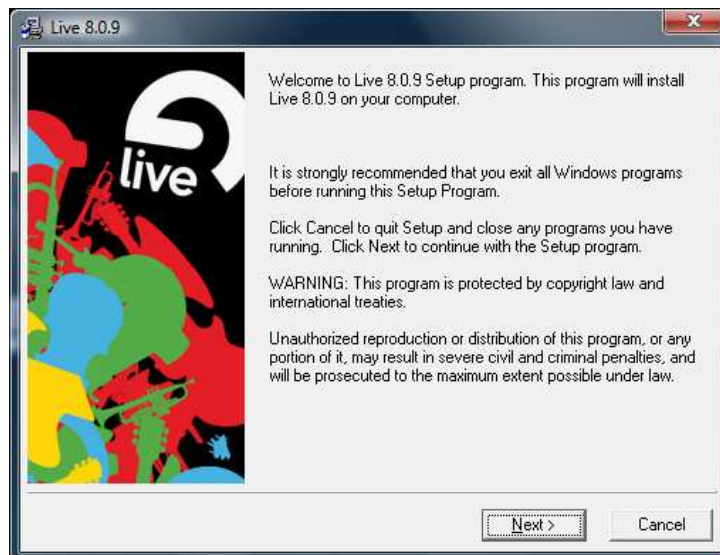 Live 8.0.9
live
Welcome to Live 8.0.9 Setup program. This program will install
Live 8.0.9 on your computer.
It is strongly recommended that you exit all Windows programs
before running this Setup Program.
Click Cancel to quit Setup and close any programs you have
running.  Click Next to continue with the Setup program.
WARNING: This program is protected by copyright law and
international treaties.
Unauthorized reproduction or distribution of this program, or any
portion of it, may result in severe civil and criminal penalties, and
will be prosecuted to the maximum extent possible under law.
Next >
Cancel